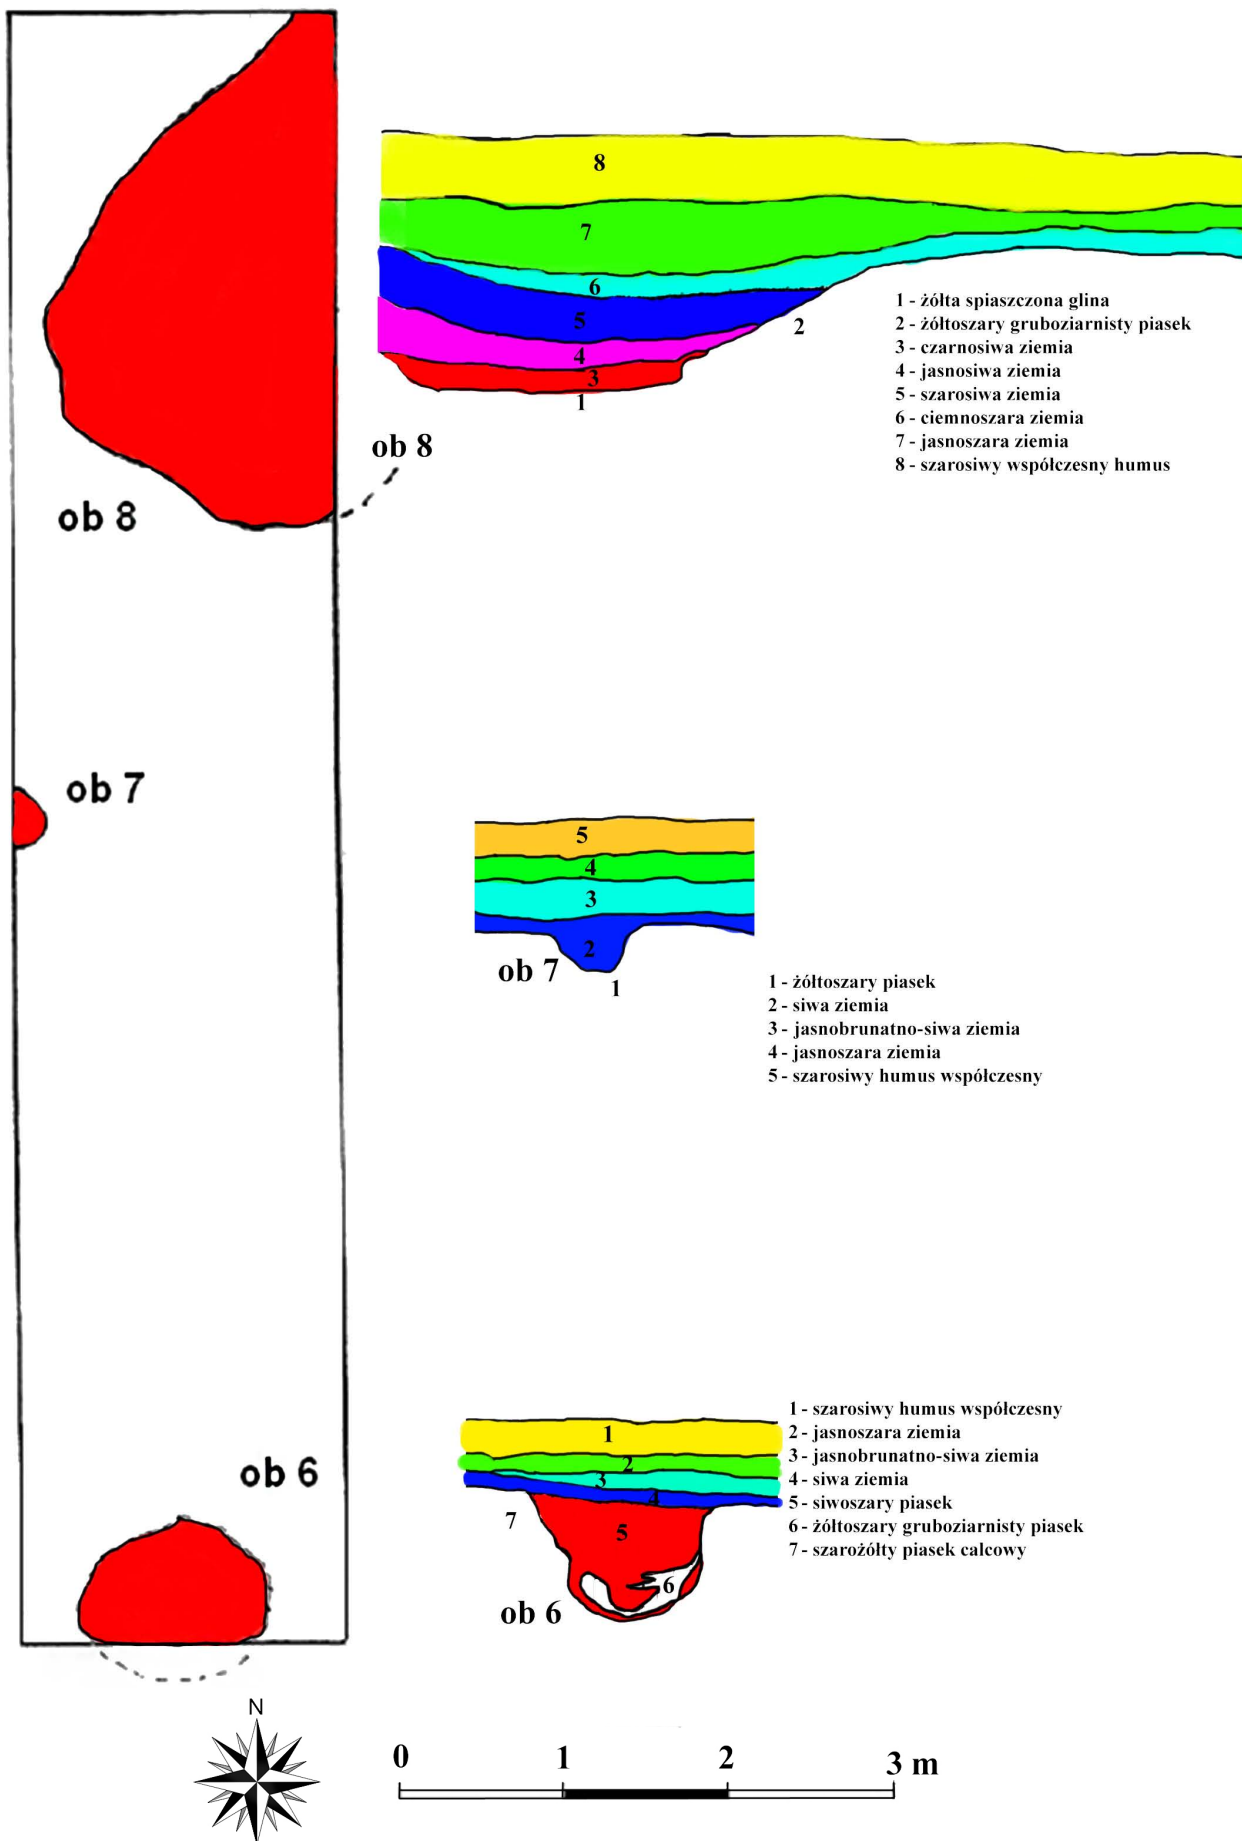 8
7
6
5
4
3
1
2
1 - żółta spiaszczona glina
2 - żółtoszary gruboziarnisty piasek
3 - czarnosiwa ziemia
4 - jasnosiwa ziemia
5 - szarosiwa ziemia
6 - ciemnoszara ziemia
7 - jasnoszara ziemia
8 - szarosiwy współczesny humus
ob 8
ob 8
ob 7
5
4
3
2
ob 7
1
1 - żółtoszary piasek
2 - siwa ziemia
3 - jasnobrunatno-siwa ziemia
4 - jasnoszara ziemia
5 - szarosiwy humus współczesny
ob 6
1
2
3
4
7
5
6
ob 6
1 - szarosiwy humus współczesny
2 - jasnoszara ziemia
3 - jasnobrunatno-siwa ziemia
4 - siwa ziemia
5 - siwoszary piasek
6 - żółtoszary gruboziarnisty piasek
7 - szarożółty piasek calcowy
N
0 1 2 3 m